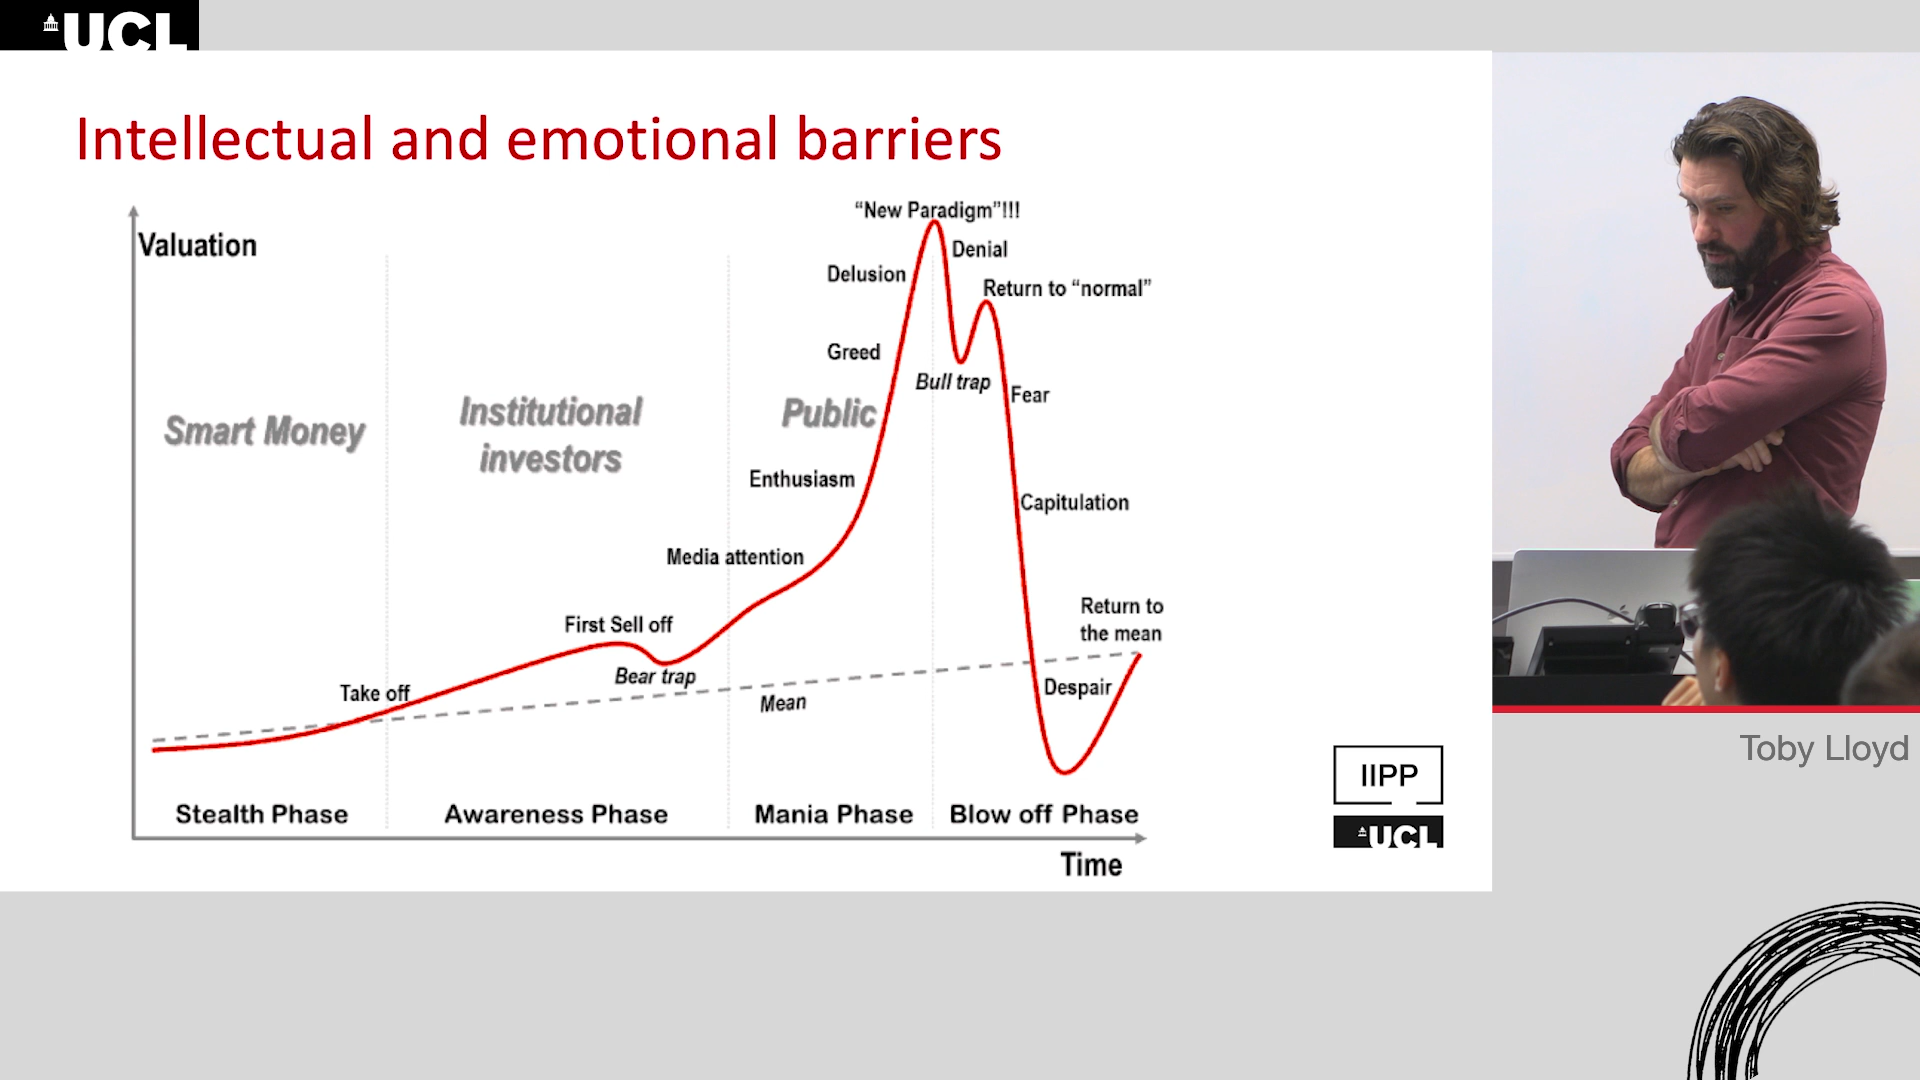 UCL
Intellectual and emotional barriers
Valuation
"New Paradigm"!!!
Denial
Delusion
Return to "normal"
Greed
Bull trap
Fear
Smart Money
Institutional
investors
Public
Enthusiasm
Capitulation
Media attention
First Sell off
Bear trap
Return to
the mean
Take off
Mean
Despair
Stealth Phase
Awareness Phase
Mania Phase
Blow off Phase
Time
IIPP
UCL
Toby Lloyd